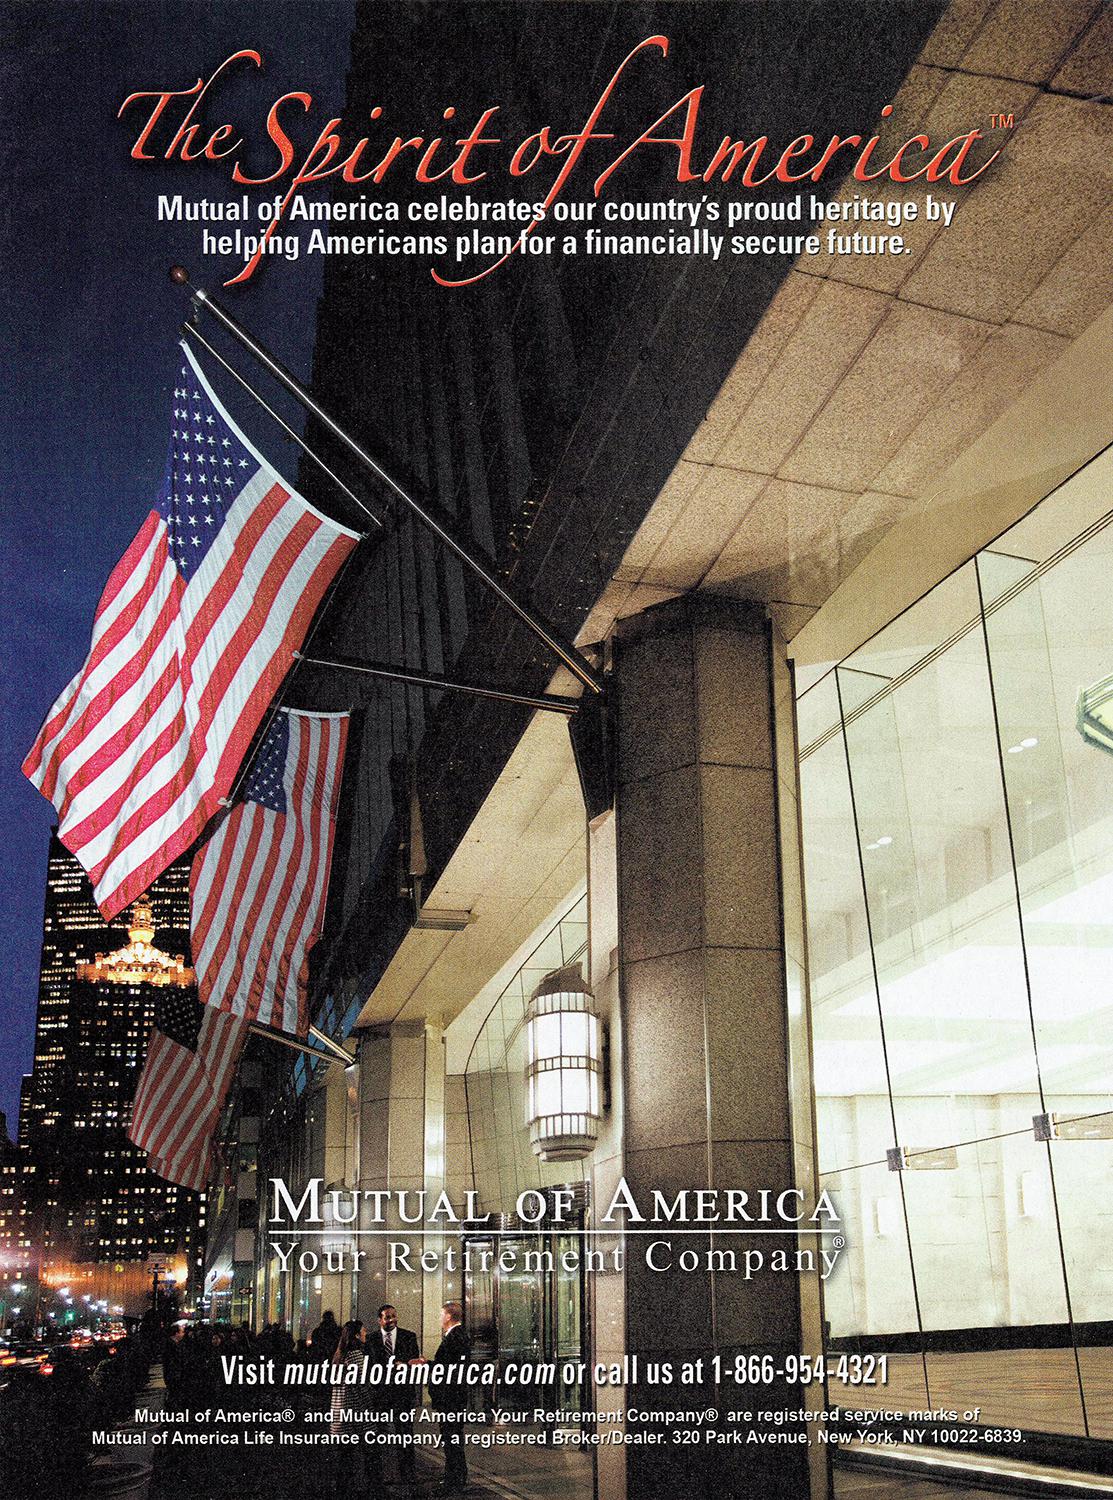 The Spirit of America™
Mutual of America celebrates our country's proud heritage by
helping Americans plan for a financially secure future.
MUTUAL OF AMERICA
Your Retirement Company®
Visit mutualofamerica.com or call us at 1-866-954-4321
Mutual of America® and Mutual of America Your Retirement Company® are registered service marks of
Mutual of America Life Insurance Company, a registered Broker/Dealer. 320 Park Avenue, New York, NY 10022-6839.